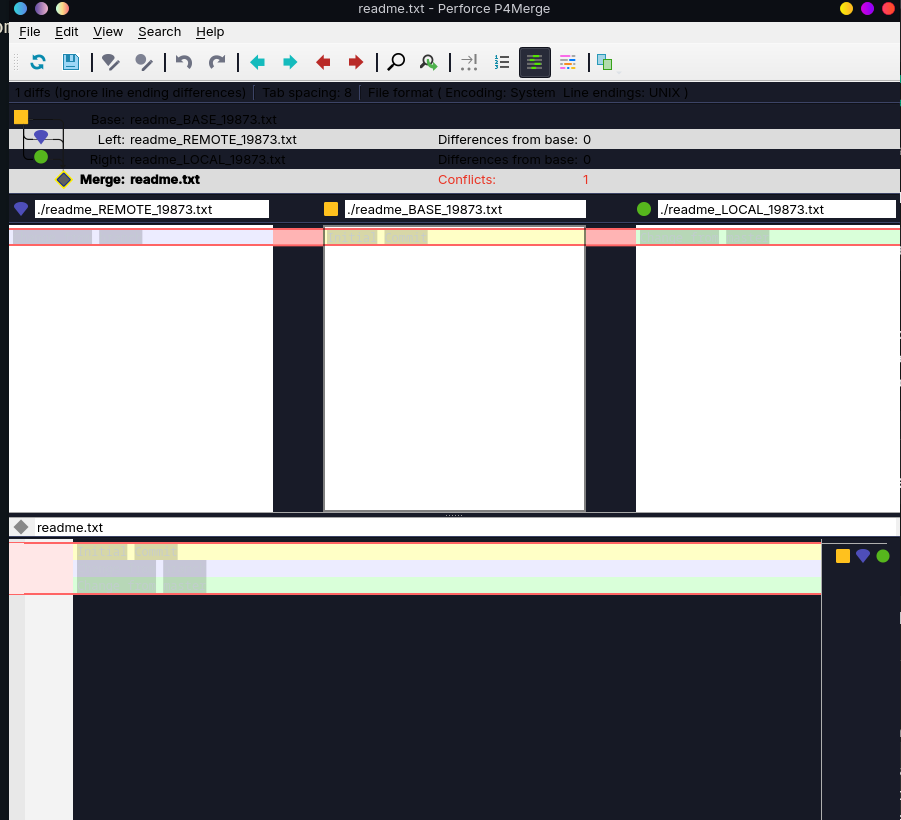 readme.txt - Perforce P4Merge
File Edit View Search Help
1 diffs (Ignore line ending differences) Tab spacing: 8 File format ( Encoding: System Line endings: UNIX )
Base: readme_BASE_19873.txt
Left: readme_REMOTE_19873.txt Differences from base: 0
Right: readme_LOCAL_19873.txt Differences from base: 0
Merge: readme.txt Conflicts: 1
./readme_REMOTE_19873.txt ./readme_BASE_19873.txt ./readme_LOCAL_19873.txt
readme.txt